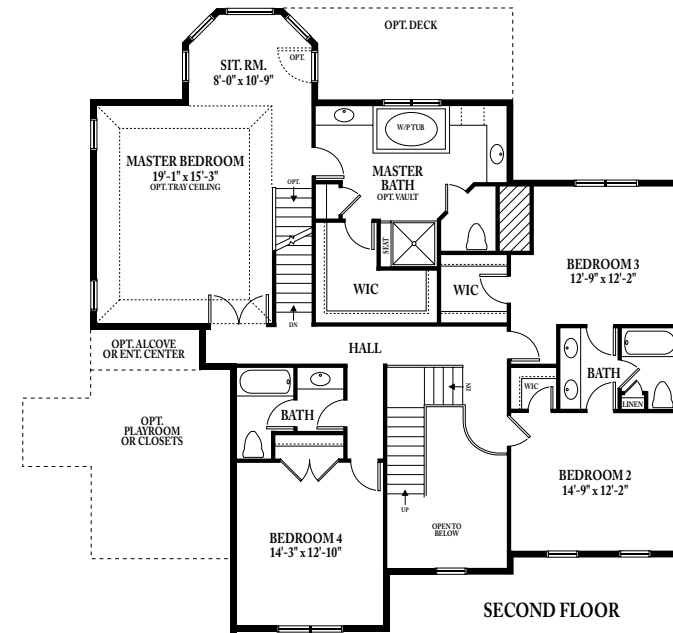 OPT. DECK
SIT. RM.
8'-0" x 10'-9"
OPT.
W/P TUB
MASTER BEDROOM
19'-1" x 15'-3"
OPT. TRAY CEILING
OPT.
MASTER
BATH
OPT. VAULT
SEAT
WIC
WIC
BEDROOM 3
12'-9" x 12'-2"
DN
OPT. ALCOVE
OR ENT. CENTER
HALL
BATH
WIC
LINEN
DN
BATH
OPT.
PLAYROOM
OR CLOSETS
BEDROOM 2
14'-9" x 12'-2"
UP
OPEN TO
BELOW
BEDROOM 4
14'-3" x 12'-10"
SECOND FLOOR